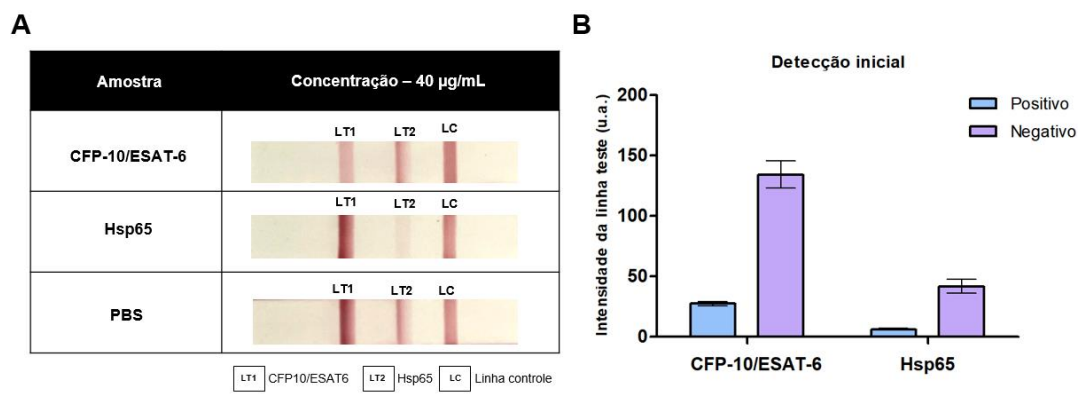 A
Amostra
Concentração – 40 µg/mL
CFP-10/ESAT-6
LT1 LT2 LC
Hsp65
LT1 LT2 LC
PBS
LT1 LT2 LC
LT1 CFP10/ESAT6 LT2 Hsp65 LC Linha controle
B
Detecção inicial
Intensidade da linha teste (u.a.)
200
150
100
50
0
Positivo
Negativo
CFP-10/ESAT-6 Hsp65